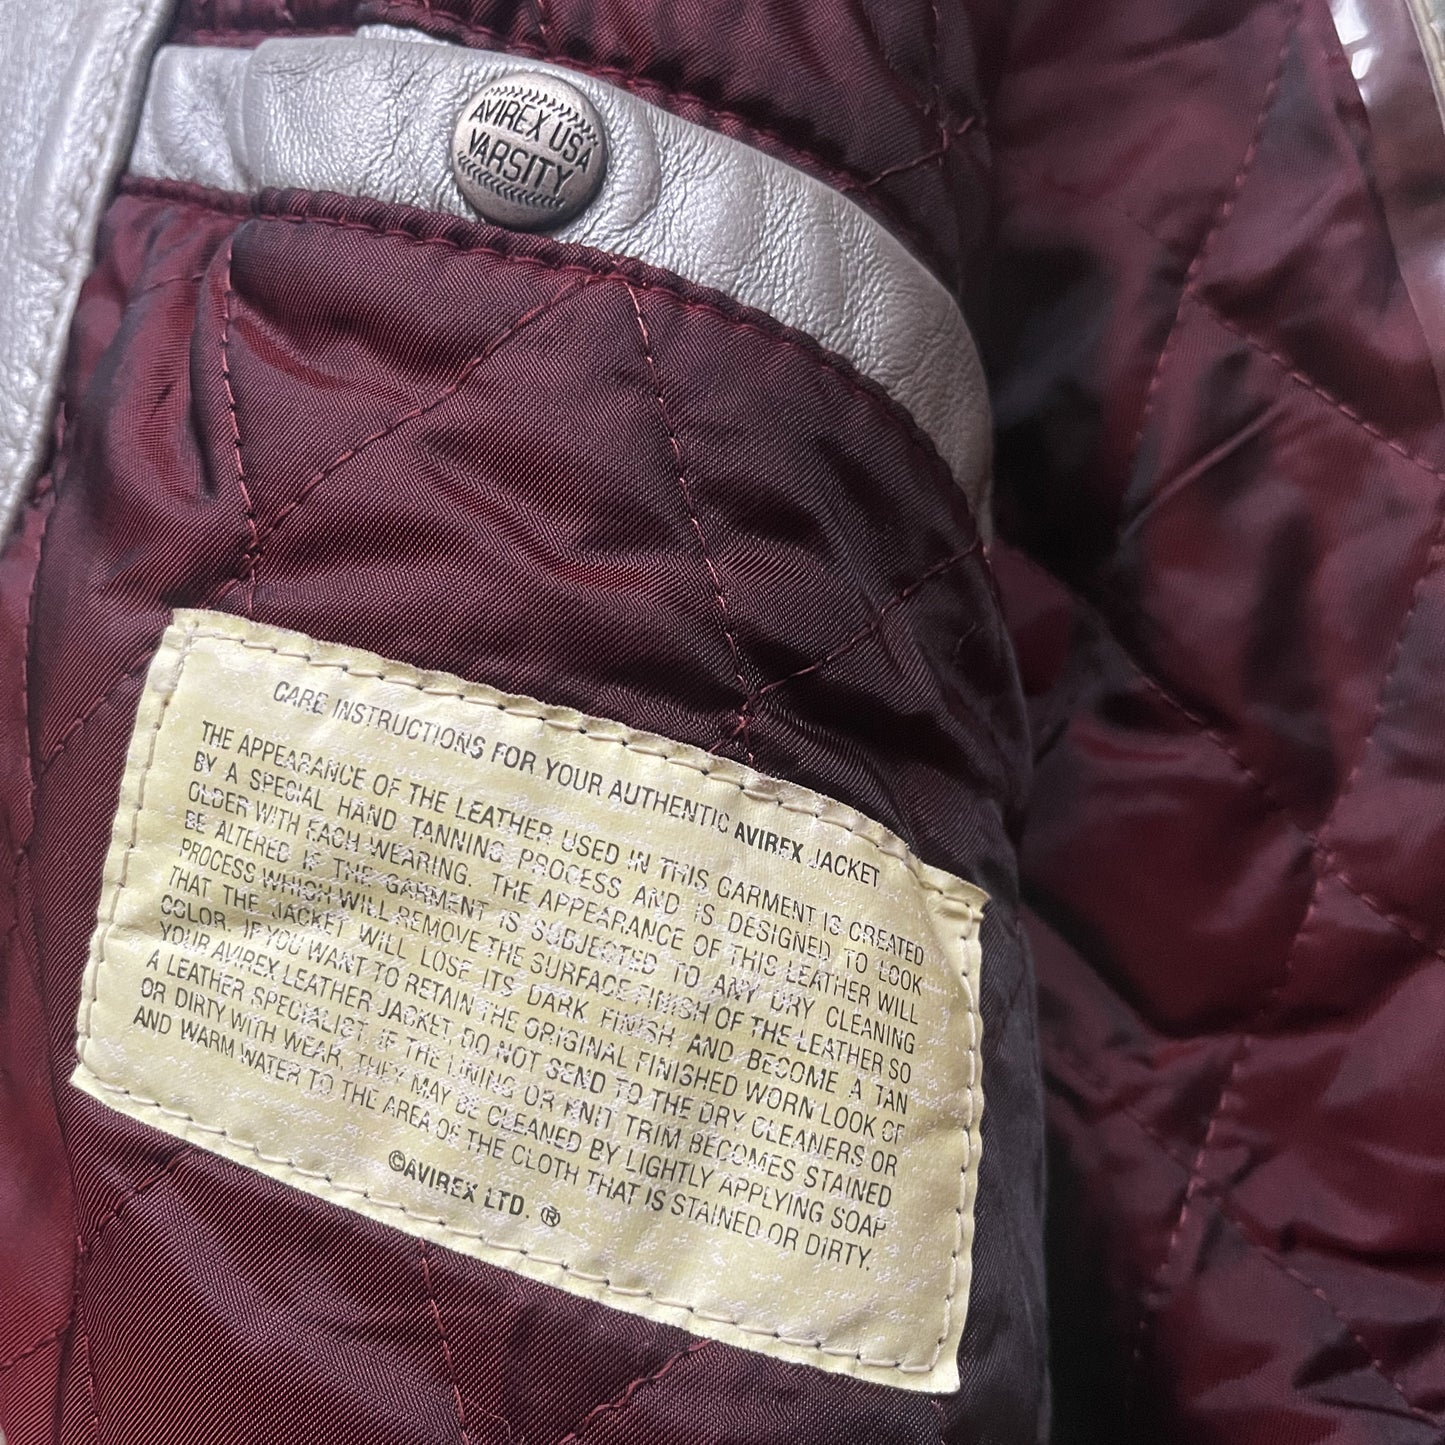 AVIREX USA
VARSITY
CARE INSTRUCTIONS FOR YOUR AUTHENTIC AVIREX JACKET
THE APPEARANCE OF THE LEATHER USED IN THIS GARMENT IS CREATED
BY A SPECIAL HAND TANNING PROCESS AND IS DESIGNED TO LOOK
OLDER WITH EACH WEARING. THE APPEARANCE OF THIS LEATHER WILL
BE ALTERED IF THE GARMENT IS SUBJECTED TO ANY DRY CLEANING
PROCESS WHICH WILL REMOVE THE SURFACE FINISH OF THE LEATHER SO
THAT THE JACKET WILL LOSE ITS DARK FINISH AND BECOME A TAN
COLOR. IF YOU WANT TO RETAIN THE ORIGINAL FINISHED WORN LOOK OF
YOUR AVIREX LEATHER JACKET, DO NOT SEND TO THE DRY CLEANERS OR
A LEATHER SPECIALIST. IF THE LINING OR KNIT TRIM BECOMES STAINED
OR DIRTY WITH WEAR, THEY MAY BE CLEANED BY LIGHTLY APPLYING SOAP
AND WARM WATER TO THE AREA OF THE CLOTH THAT IS STAINED OR DIRTY.
©AVIREX LTD. ®